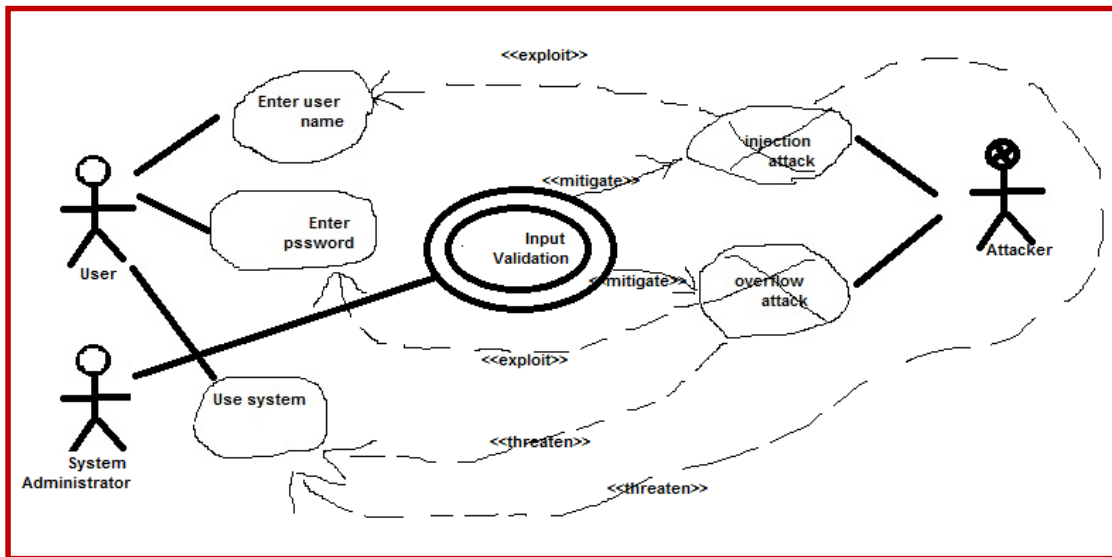 <<exploit>>
Enter user
name
injection
attack
<<mitigate>>
Enter
pssword
Input
Validation
User
Attacker
<<mitigate>>
overflow
attack
<<exploit>>
Use system
<<threaten>>
System
Administrator
<<threaten>>